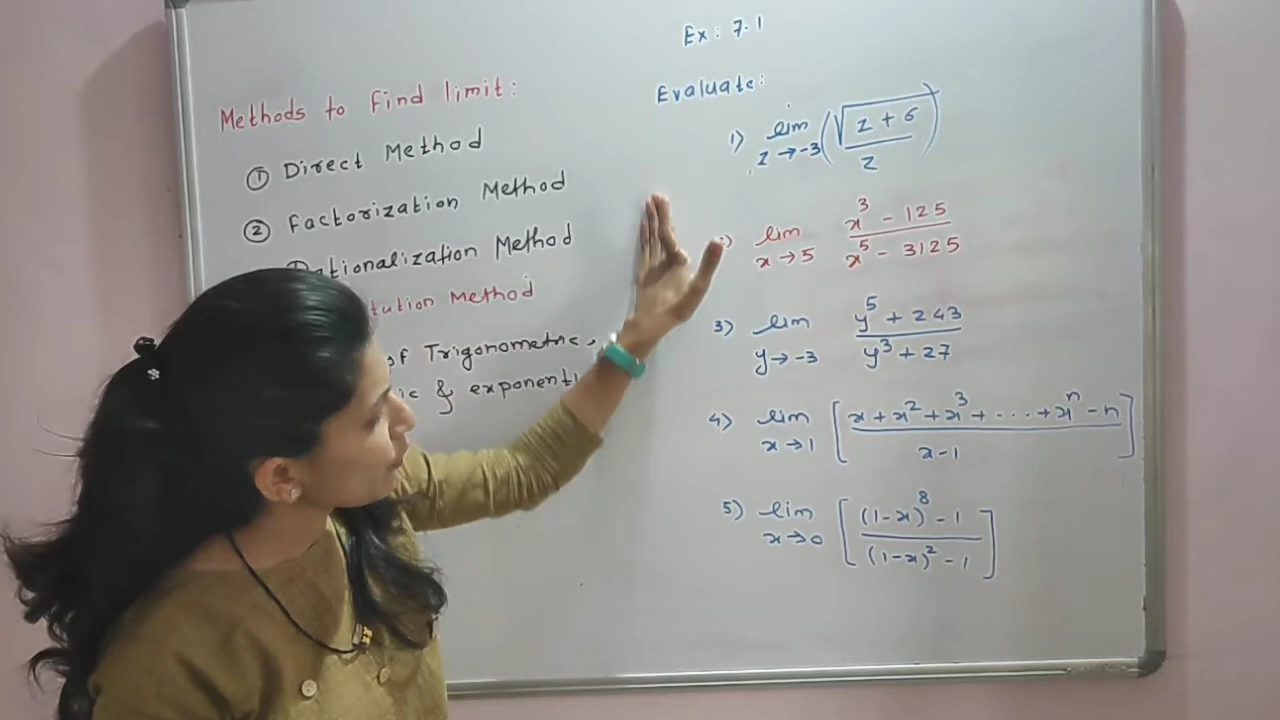 Ex: 7.1
Methods to find limit:
① Direct Method
② Factorization Method
Rationalization Method
Method
of Trigonometric,
&
Evaluate:
1) lim z→-3 (√(z+6)/z)
lim x→5 (x³ - 125)/(x⁵ - 3125)
3) lim y→-3 (y⁵ + 243)/(y³ + 27)
4) lim x→1 [(x + x² + x³ + ..... + xⁿ - n)/(x-1)]
5) lim x→0 [((1-x)⁸ - 1)/((1-x)² - 1)]